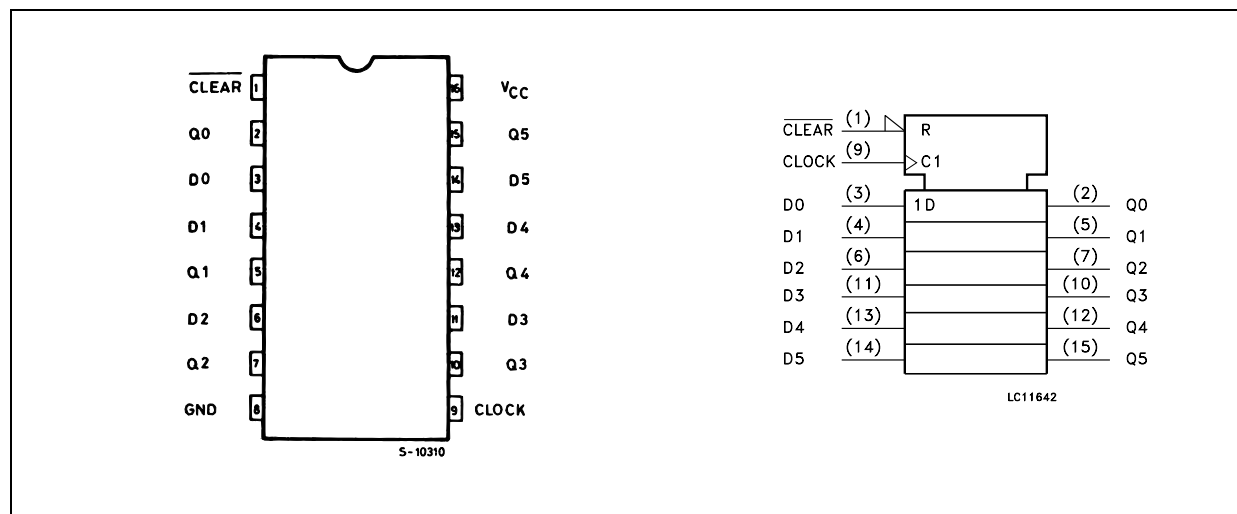 CLEAR 1 16 VCC
Q0 2 15 Q5
D0 3 14 D5
D1 4 13 D4
Q1 5 12 Q4
D2 6 11 D3
Q2 7 10 Q3
GND 8 9 CLOCK
S-10310
CLEAR (1) R
CLOCK (9) C1
D0 (3) 1D (2) Q0
D1 (4) (5) Q1
D2 (6) (7) Q2
D3 (11) (10) Q3
D4 (13) (12) Q4
D5 (14) (15) Q5
LC11642